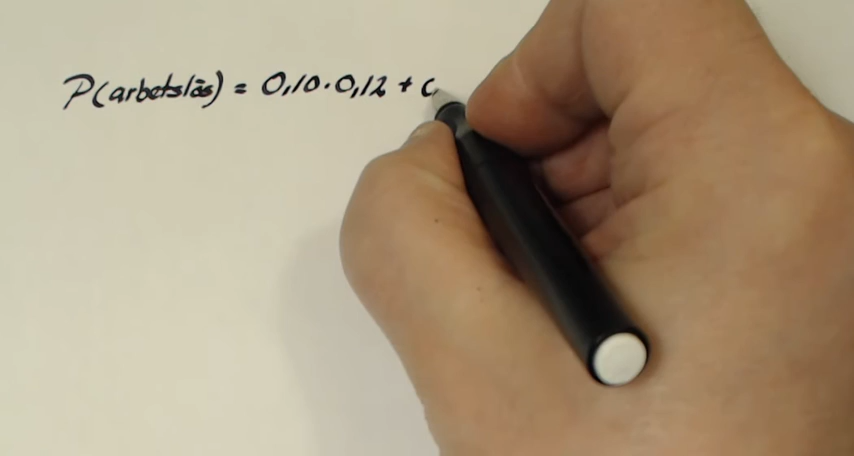 P(arbetslös) = 0,10·0,12 +